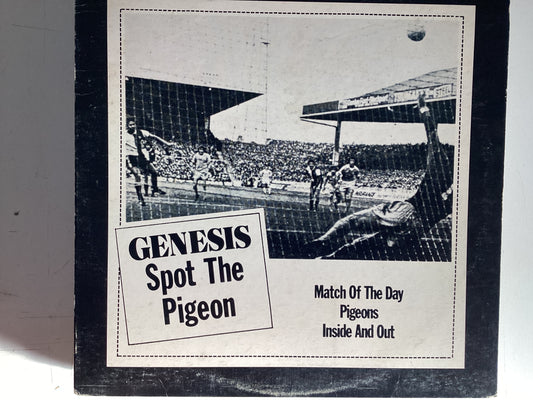 GENESIS
Spot The
Pigeon
Match Of The Day
Pigeons
Inside And Out